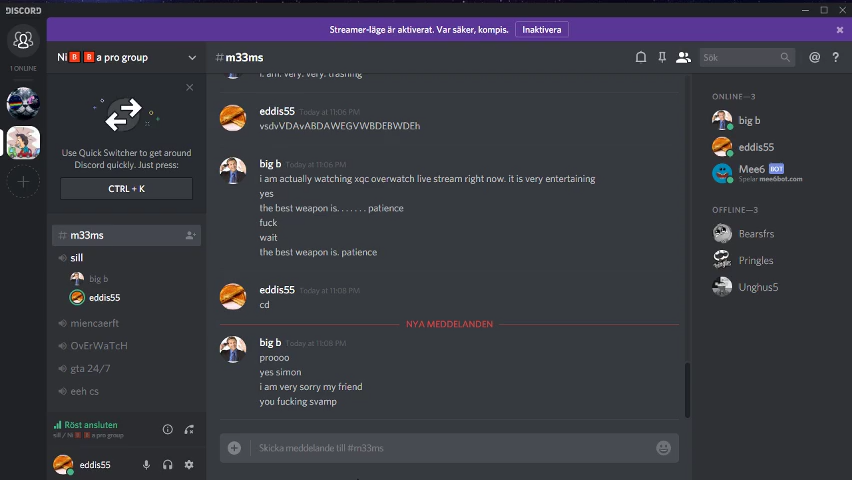 DISCORD
Streamer-läge är aktiverat. Var säker, kompis.
Inaktivera
1 ONLINE
Ni🅱️🅱️a pro group
# m33ms
Sök
@
?
Use Quick Switcher to get around
Discord quickly. Just press:
CTRL + K
# m33ms
sill
big b
eddis55
miencaerft
OvErWaTcH
gta 24/7
eeh cs
Röst ansluten
sill / Ni🅱️🅱️a pro group
eddis55
i. am. very. very. trashing
eddis55 Today at 11:06 PM
vsdvVDAvABDAWEGVWBDEBWDEh
big b Today at 11:06 PM
i am actually watching xqc overwatch live stream right now. it is very entertaining
yes
the best weapon is. . . . . . . patience
fuck
wait
the best weapon is. patience
eddis55 Today at 11:08 PM
cd
NYA MEDDELANDEN
big b Today at 11:08 PM
proooo
yes simon
i am very sorry my friend
you fucking svamp
Skicka meddelande till #m33ms
ONLINE—3
big b
eddis55
Mee6 BOT
Spelar mee6bot.com
OFFLINE—3
Bearsfrs
Pringles
Unghus5